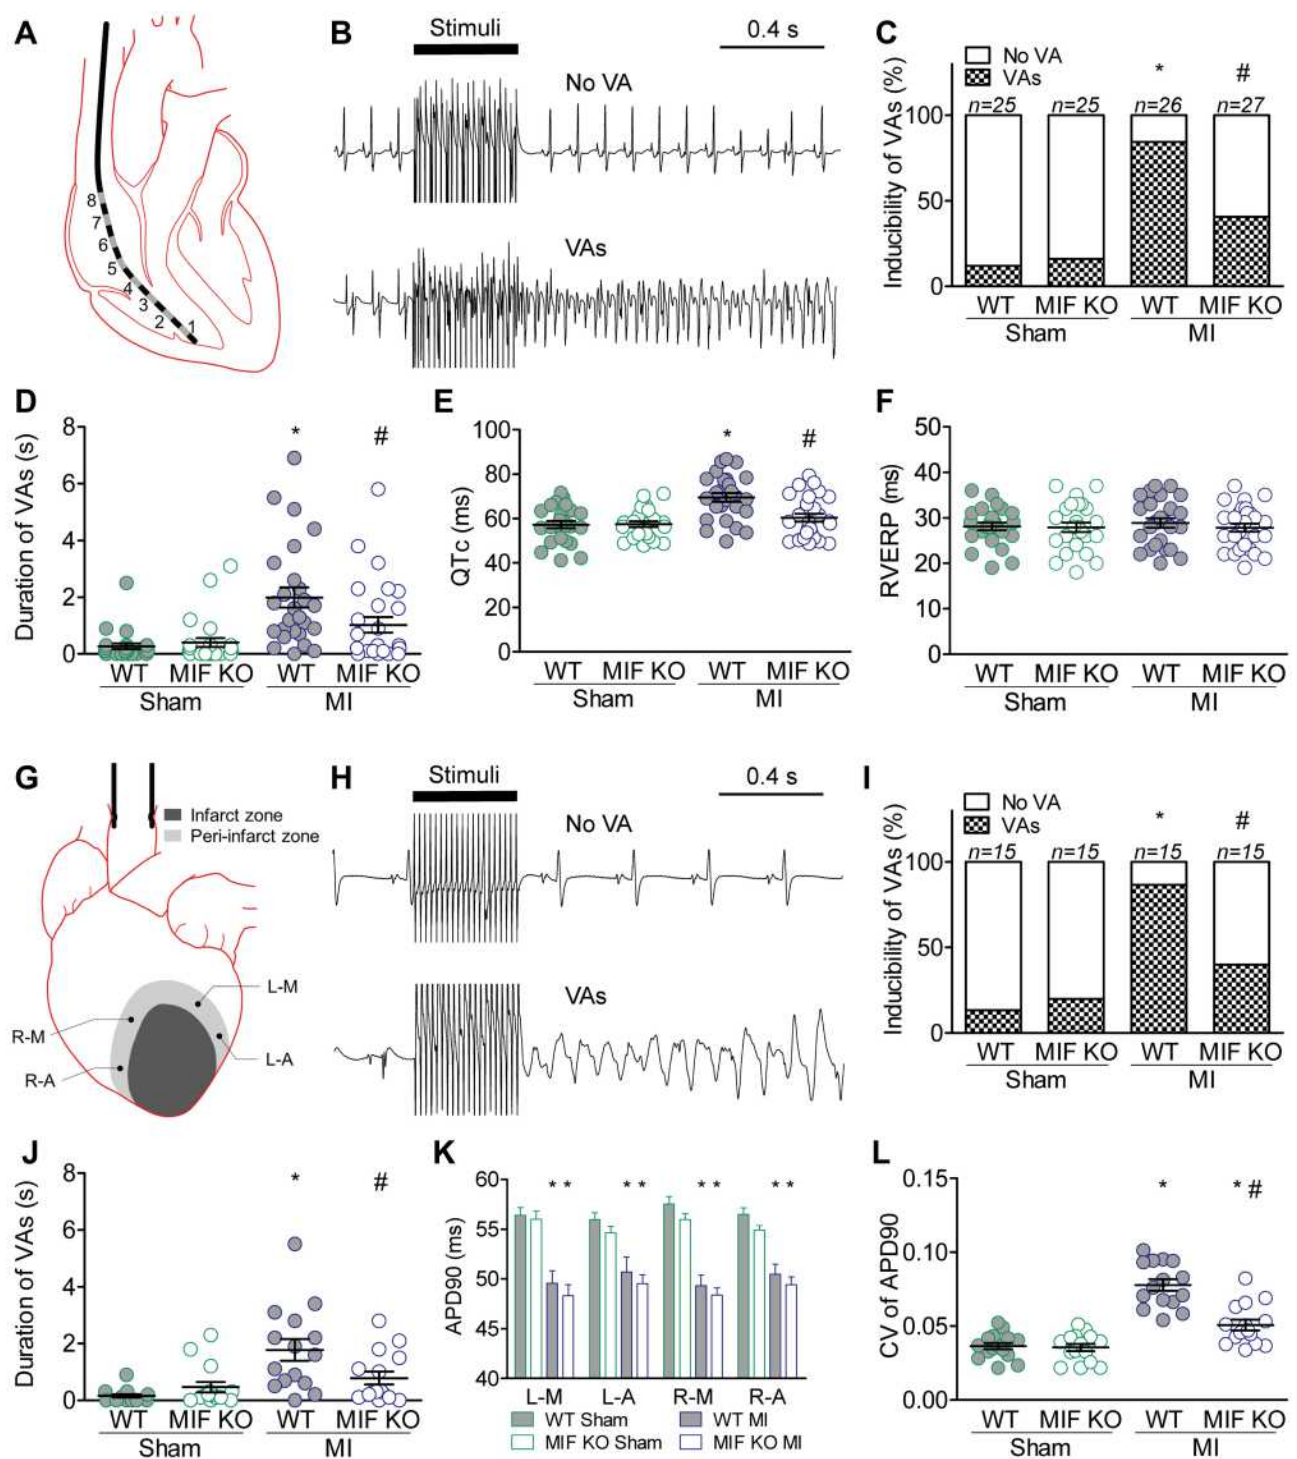 A
8
7
6
5
4
3
2
1
B
Stimuli
0.4 s
No VA
VAs
C
No VA
VAs
Inducibility of VAs (%)
100
50
0
n=25
n=25
n=26
n=27
*
#
WT
MIF KO
WT
MIF KO
Sham
MI
D
Duration of VAs (s)
8
6
4
2
0
*
#
WT
MIF KO
WT
MIF KO
Sham
MI
E
QTc (ms)
100
80
60
40
20
0
*
#
WT
MIF KO
WT
MIF KO
Sham
MI
F
RVERP (ms)
50
40
30
20
10
0
WT
MIF KO
WT
MIF KO
Sham
MI
G
Infarct zone
Peri-infarct zone
L-M
R-M
L-A
R-A
H
Stimuli
0.4 s
No VA
VAs
I
No VA
VAs
Inducibility of VAs (%)
100
50
0
n=15
n=15
n=15
n=15
*
#
WT
MIF KO
WT
MIF KO
Sham
MI
J
Duration of VAs (s)
8
6
4
2
0
*
#
WT
MIF KO
WT
MIF KO
Sham
MI
K
APD90 (ms)
60
55
50
45
40
* *
* *
* *
* *
L-M
L-A
R-M
R-A
WT Sham
WT MI
MIF KO Sham
MIF KO MI
L
CV of APD90
0.15
0.10
0.05
0.00
*
* #
WT
MIF KO
WT
MIF KO
Sham
MI